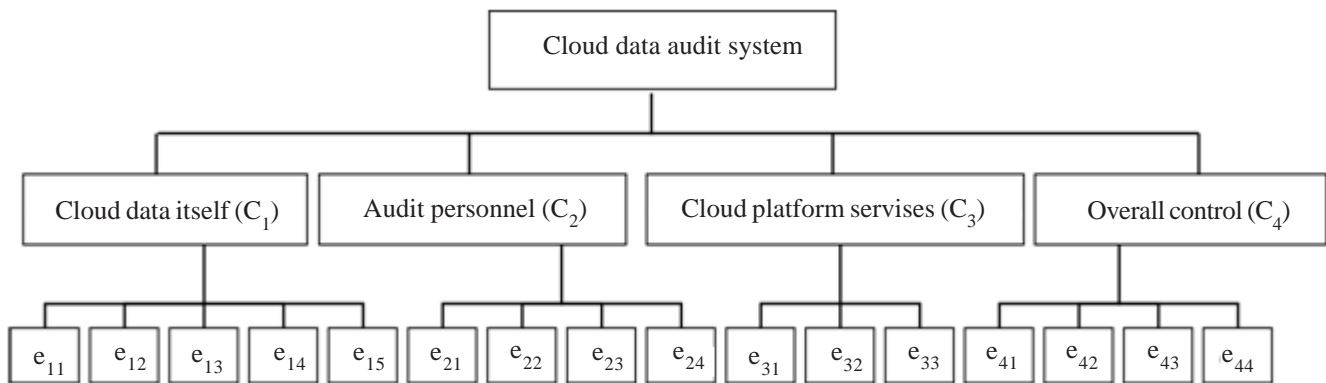 Cloud data audit system
Cloud data itself (C₁)
Audit personnel (C₂)
Cloud platform servises (C₃)
Overall control (C₄)
e₁₁ e₁₂ e₁₃ e₁₄ e₁₅ e₂₁ e₂₂ e₂₃ e₂₄ e₃₁ e₃₂ e₃₃ e₄₁ e₄₂ e₄₃ e₄₄